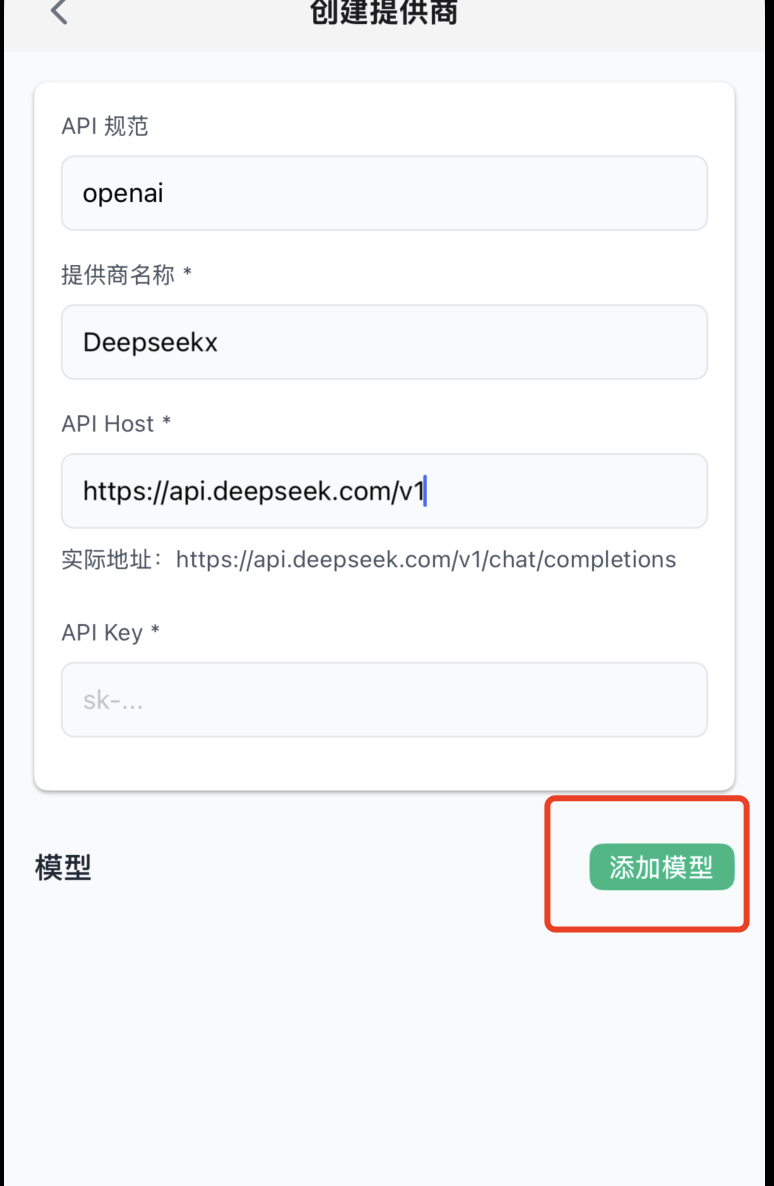 创建提供商
API 规范
openai
提供商名称 *
Deepseekx
API Host *
https://api.deepseek.com/v1
实际地址：https://api.deepseek.com/v1/chat/completions
API Key *
sk-...
模型
添加模型